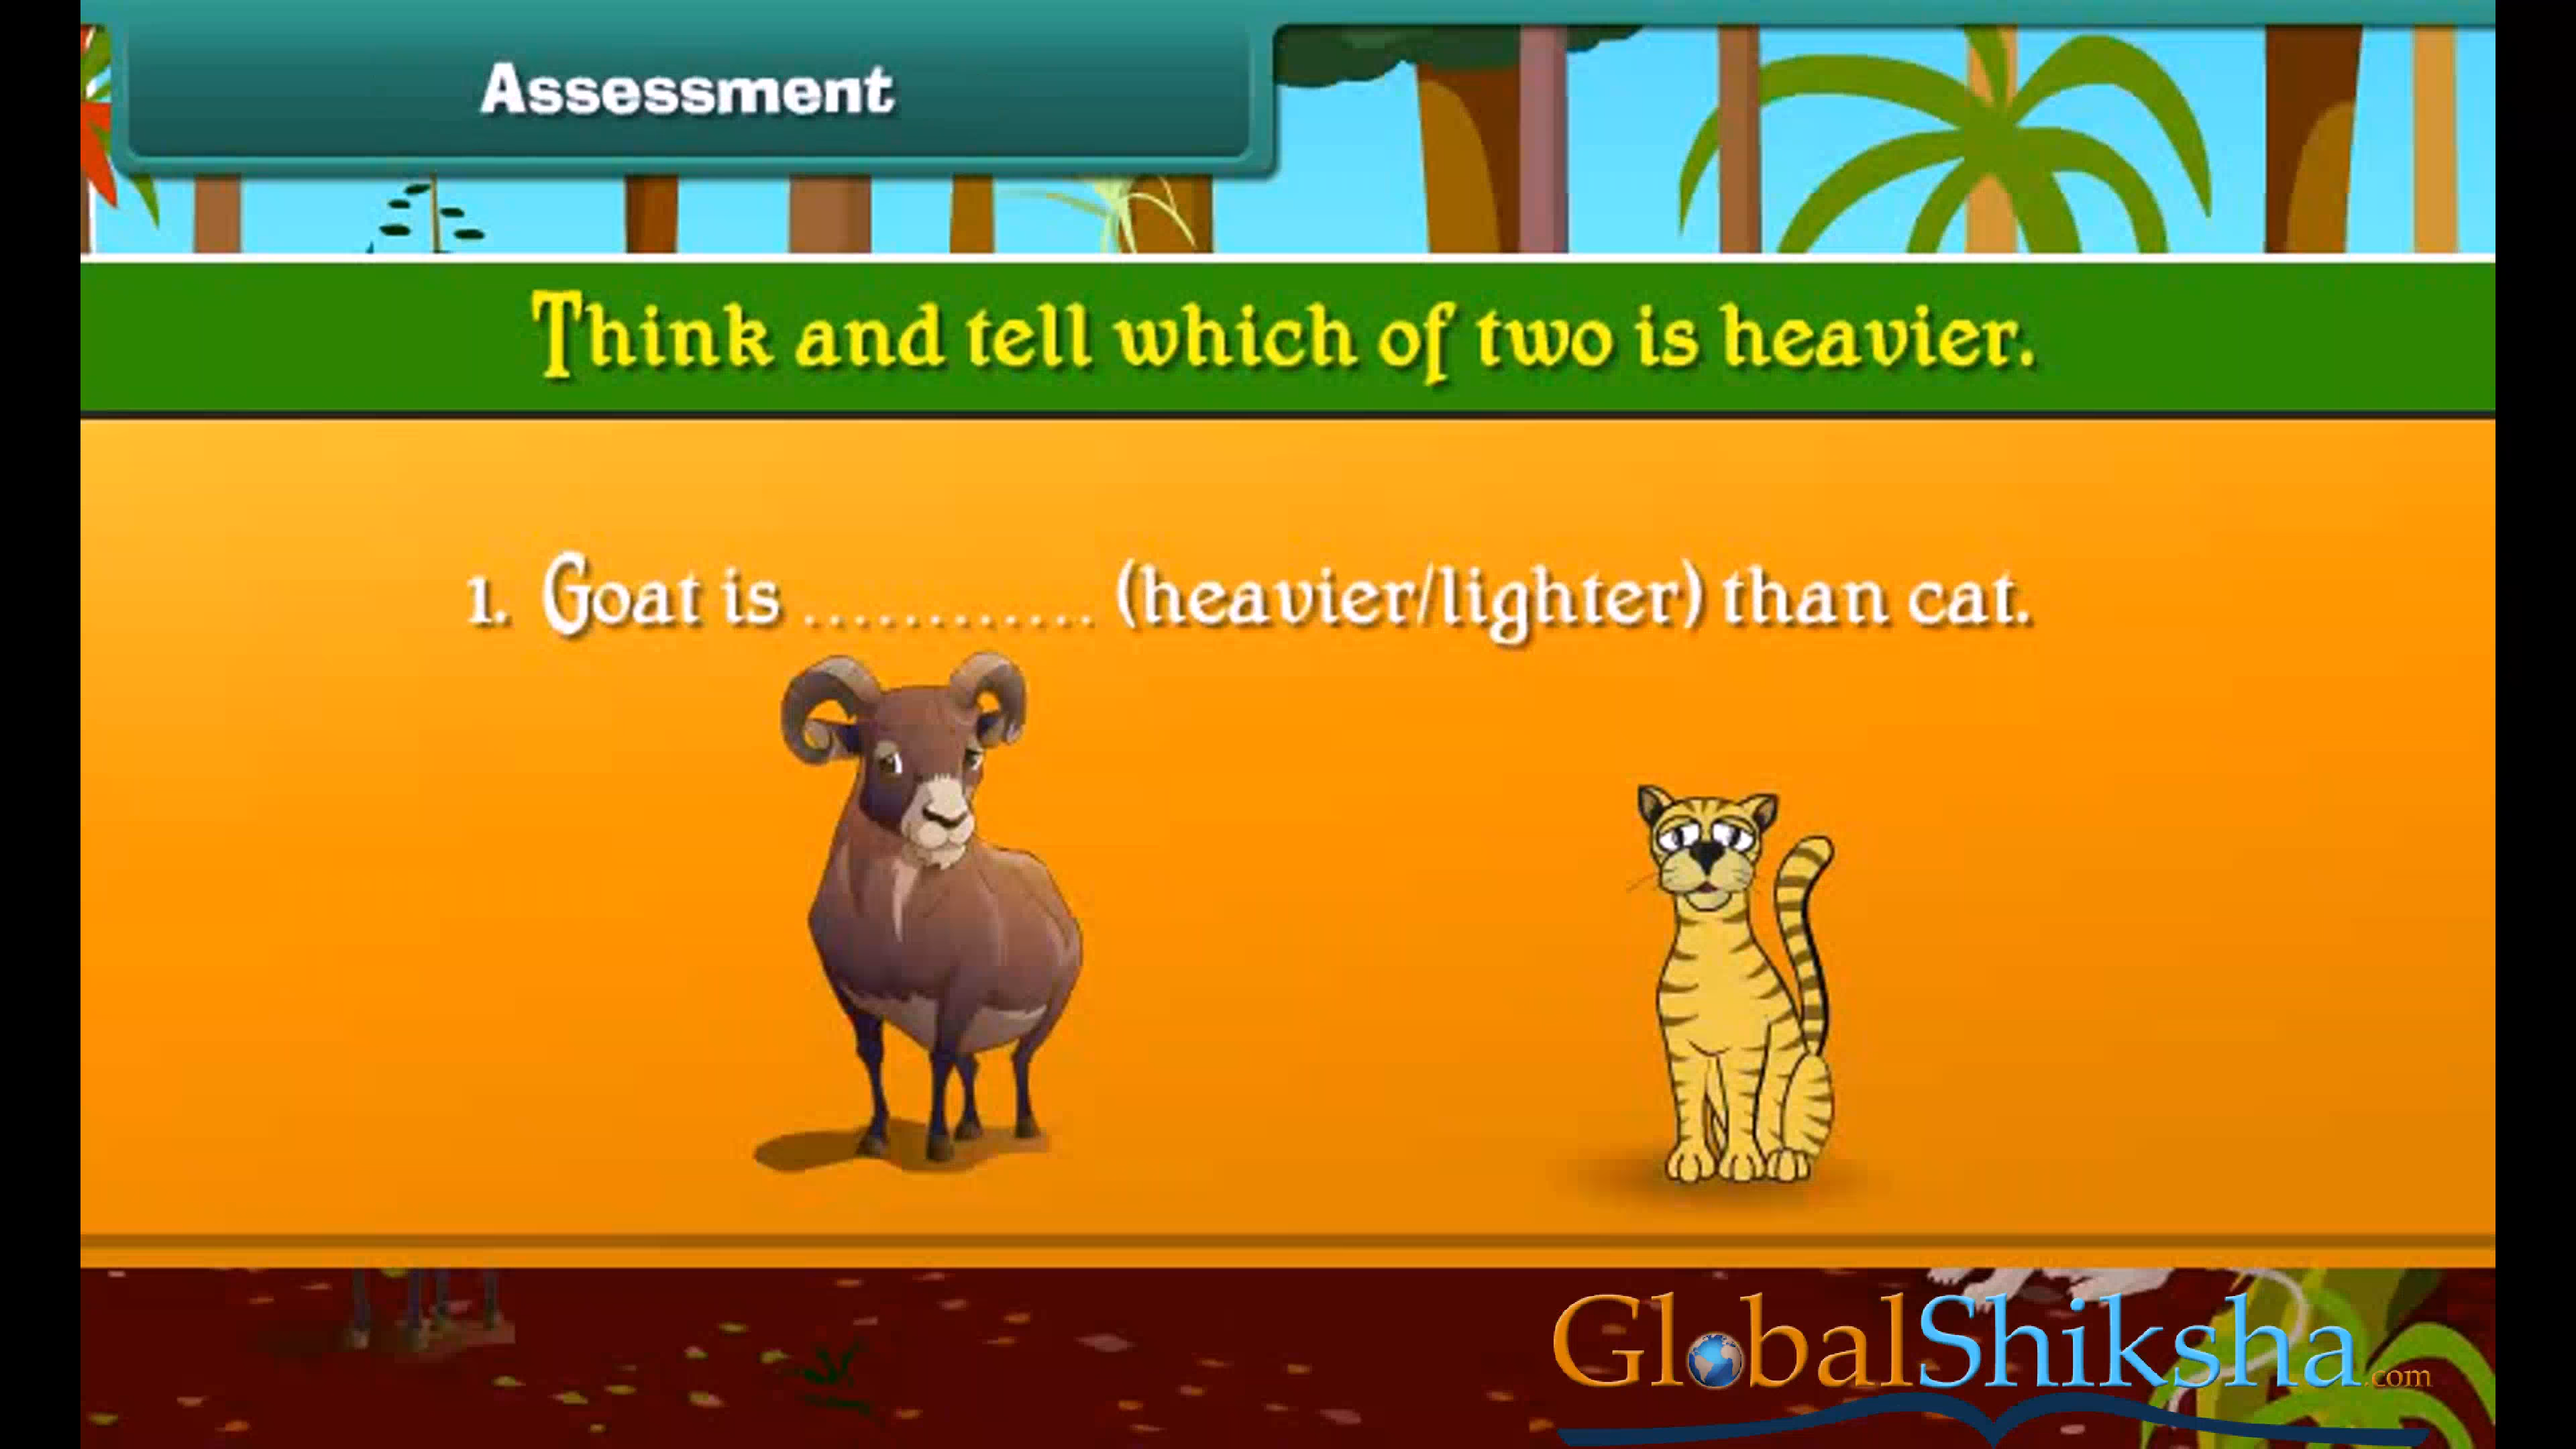 Assessment
Think and tell which of two is heavier.
1. Goat is ............ (heavier/lighter) than cat.
GlobalShiksha.com